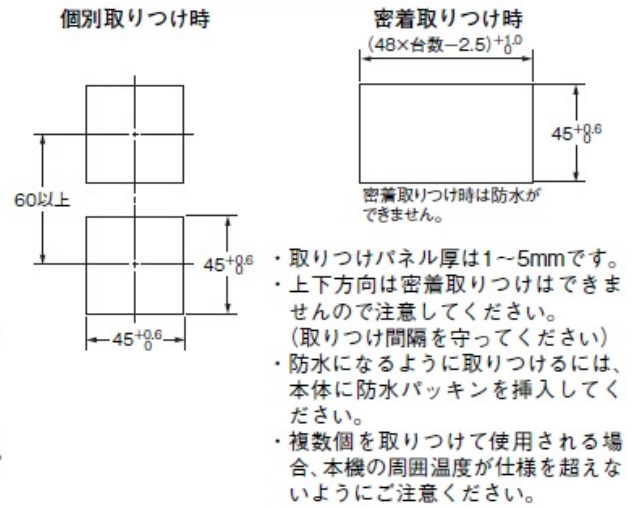 個別取りつけ時
60以上
45+0.6 0
45+0.6 0
密着取りつけ時
(48×台数−2.5)+1.0 0
45+0.6 0
密着取りつけ時は防水が
できません。
・取りつけパネル厚は1〜5mmです。
・上下方向は密着取りつけはできま
せんので注意してください。
(取りつけ間隔を守ってください)
・防水になるように取りつけるには、
本体に防水パッキンを挿入してく
ださい。
・複数個を取りつけて使用される場
合、本機の周囲温度が仕様を超えな
いようにご注意ください。